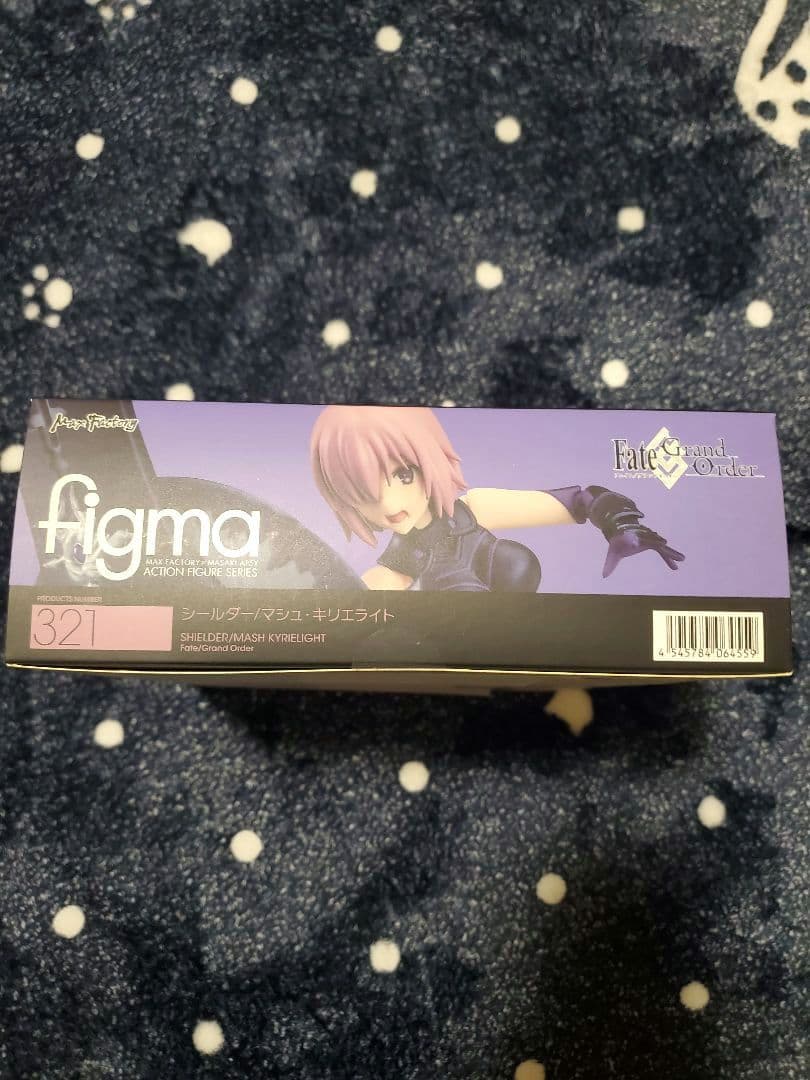 Max Factory
Fate Grand Order
figma
MAX FACTORY × MASAKI APSY
ACTION FIGURE SERIES
PRODUCTS NUMBER
321
シールダー/マシュ・キリエライト
SHIELDER/MASH KYRIELIGHT
Fate/Grand Order
4 545784 064559